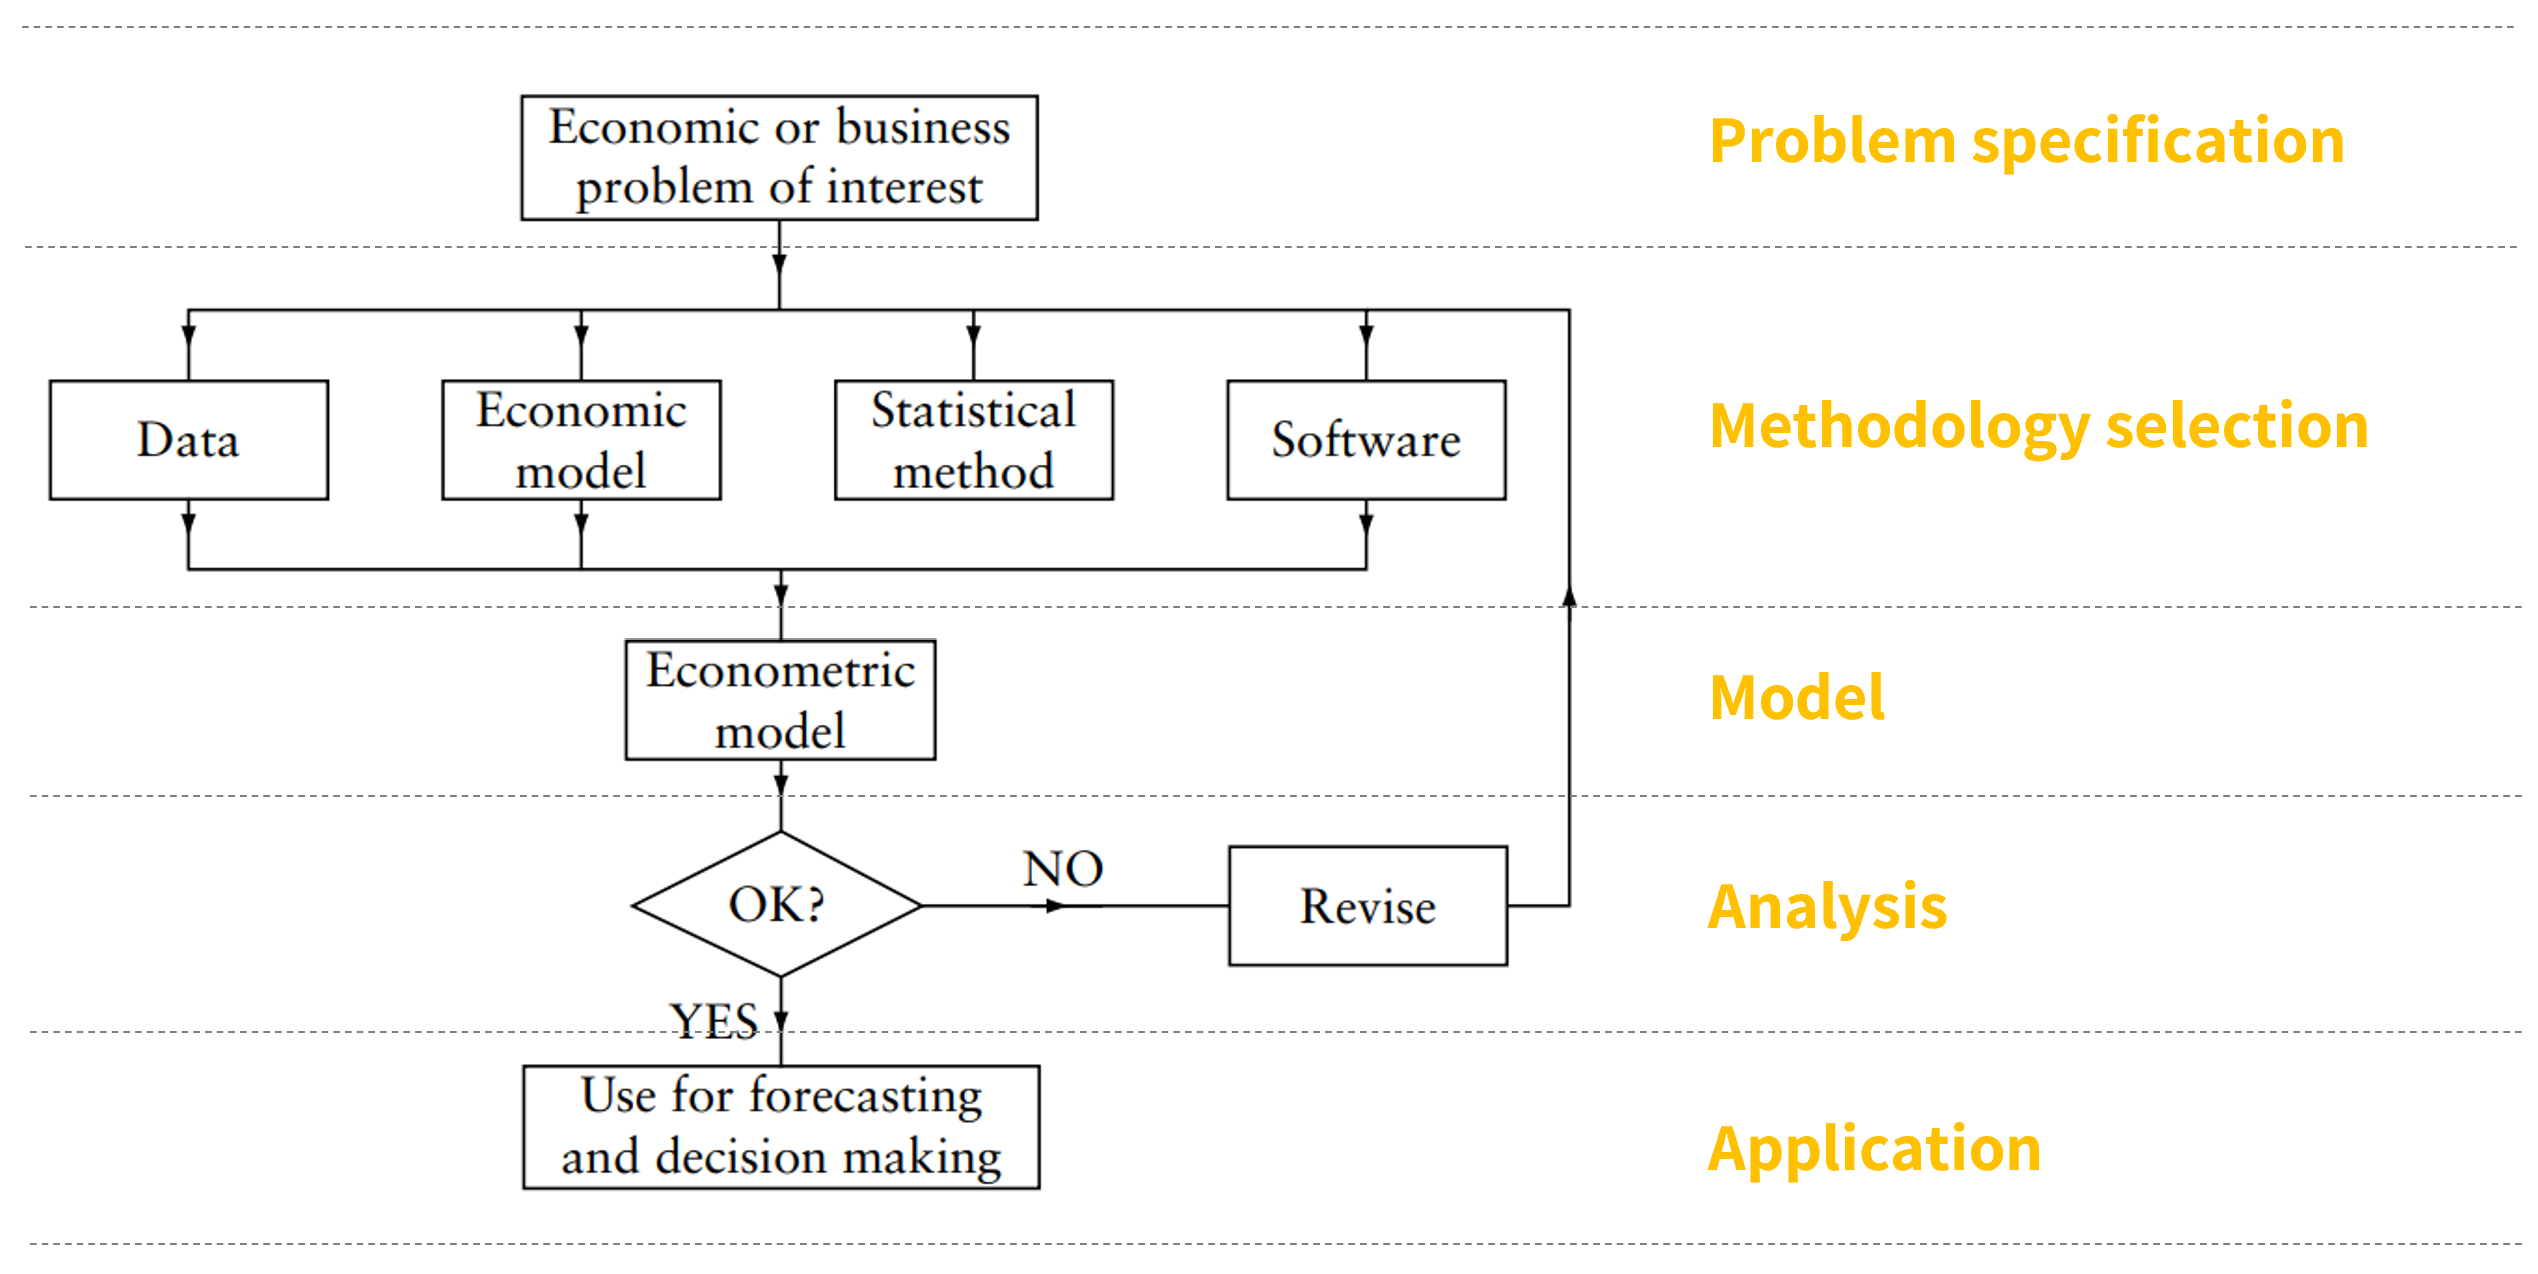 Economic or business
problem of interest
Problem specification
Data
Economic
model
Statistical
method
Software
Methodology selection
Econometric
model
Model
OK?
NO
Revise
Analysis
YES
Use for forecasting
and decision making
Application